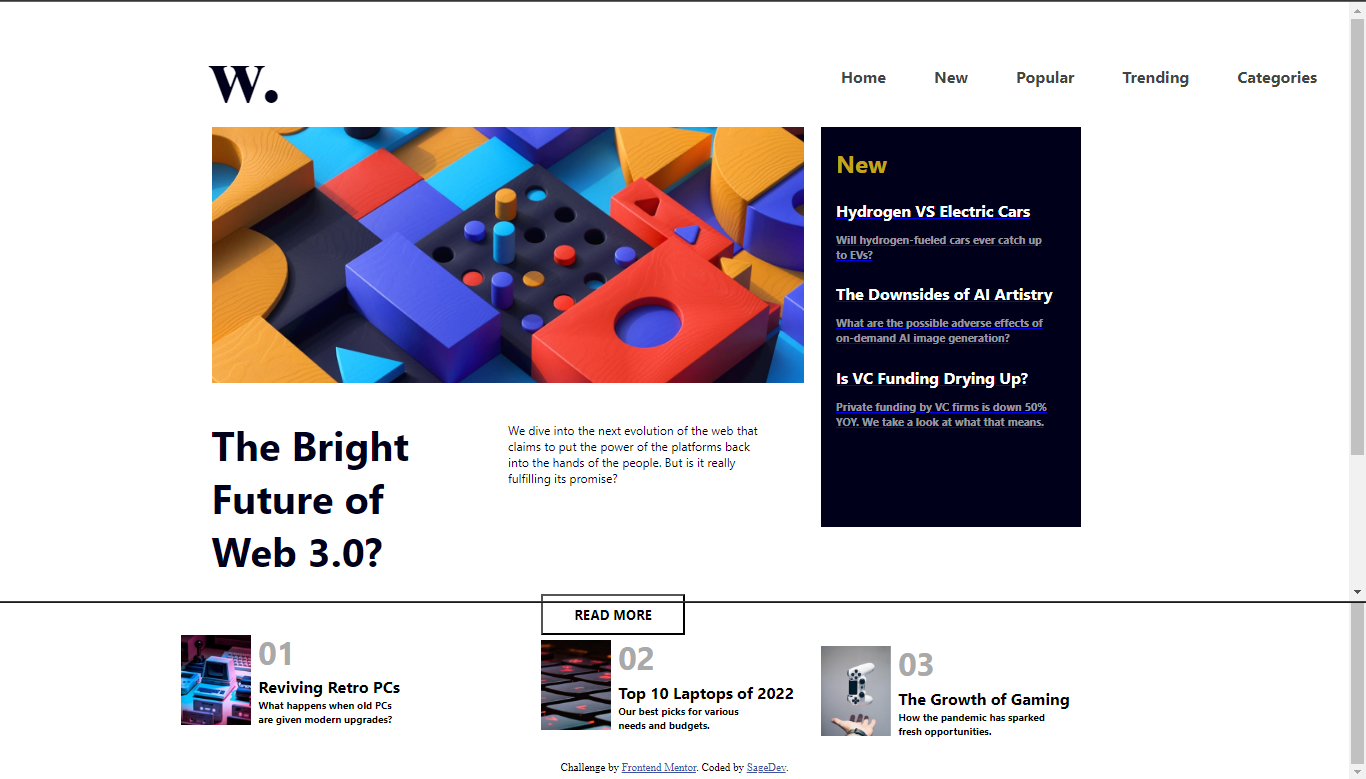 W.
Home New Popular Trending Categories
New
Hydrogen VS Electric Cars
Will hydrogen-fueled cars ever catch up
to EVs?
The Downsides of AI Artistry
What are the possible adverse effects of
on-demand AI image generation?
Is VC Funding Drying Up?
Private funding by VC firms is down 50%
YOY. We take a look at what that means.
The Bright
Future of
Web 3.0?
We dive into the next evolution of the web that
claims to put the power of the platforms back
into the hands of the people. But is it really
fulfilling its promise?
READ MORE
01
Reviving Retro PCs
What happens when old PCs
are given modern upgrades?
02
Top 10 Laptops of 2022
Our best picks for various
needs and budgets.
03
The Growth of Gaming
How the pandemic has sparked
fresh opportunities.
Challenge by Frontend Mentor. Coded by SageDev.